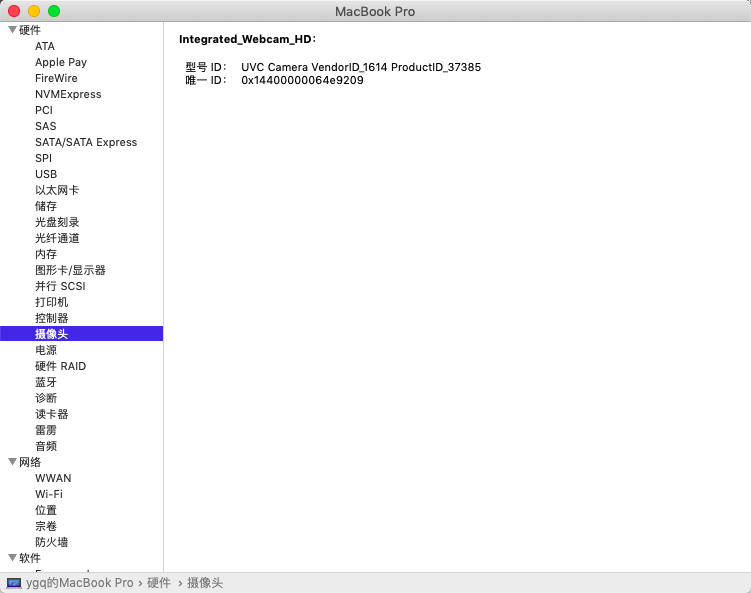 MacBook Pro
硬件
ATA
Apple Pay
FireWire
NVMExpress
PCI
SAS
SATA/SATA Express
SPI
USB
以太网卡
储存
光盘刻录
光纤通道
内存
图形卡/显示器
并行 SCSI
打印机
控制器
摄像头
电源
硬件 RAID
蓝牙
诊断
读卡器
雷雳
音频
网络
WWAN
Wi-Fi
位置
宗卷
防火墙
软件
Integrated_Webcam_HD:
型号 ID： UVC Camera VendorID_1614 ProductID_37385
唯一 ID： 0x14400000064e9209
ygq的MacBook Pro › 硬件 › 摄像头